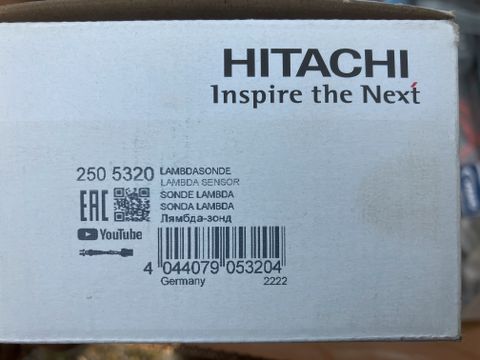 HITACHI
Inspire the Next
250 5320
LAMBDASONDE
LAMBDA SENSOR
SONDE LAMBDA
SONDA LAMBDA
Лямбда-зонд
EAC
YouTube
4 044079 053204
Germany 2222